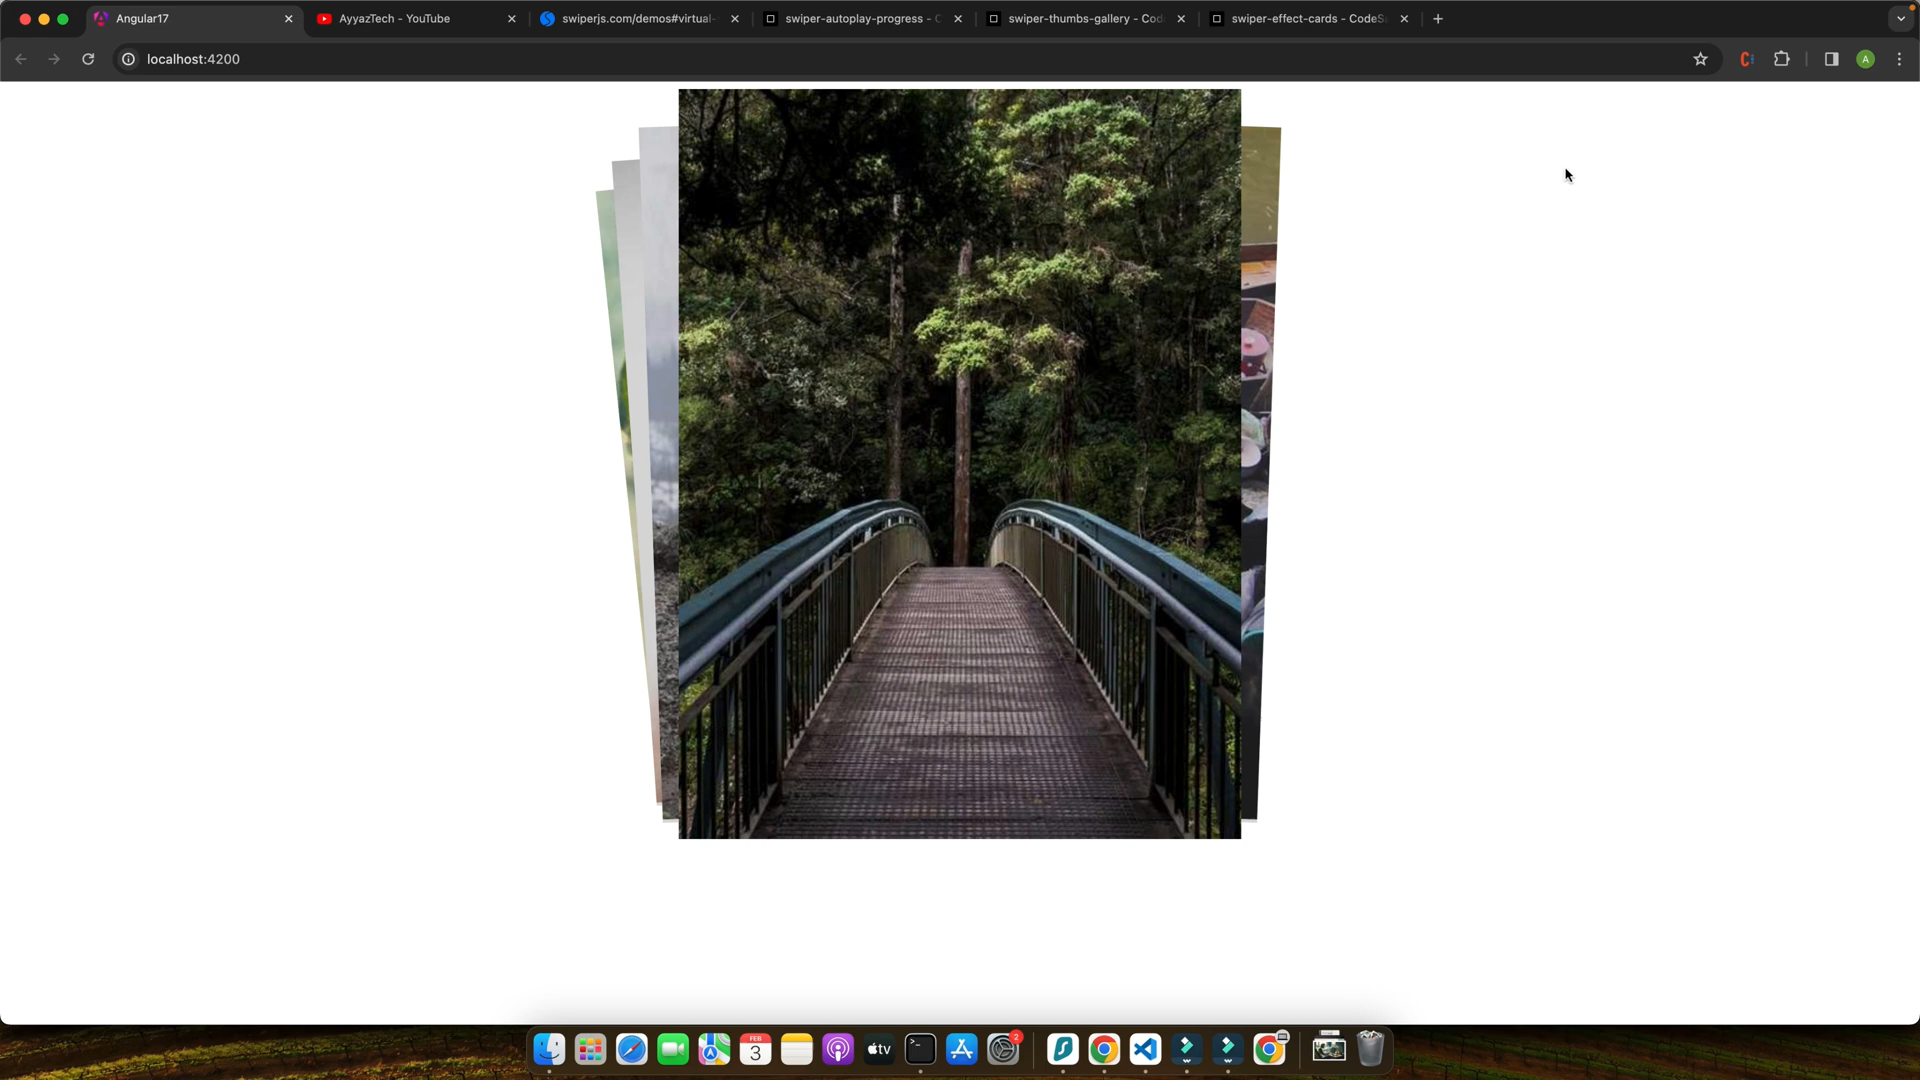 Angular17
AyyazTech - YouTube
swiperjs.com/demos#virtual-
swiper-autoplay-progress - C
swiper-thumbs-gallery - Cod
swiper-effect-cards - CodeSa
localhost:4200
A
FEB
3
tv
2